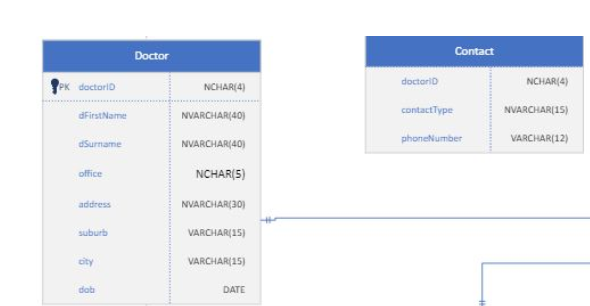 Doctor
PK doctorID NCHAR(4)
dFirstName NVARCHAR(40)
dSurname NVARCHAR(40)
office NCHAR(5)
address NVARCHAR(30)
suburb VARCHAR(15)
city VARCHAR(15)
dob DATE
Contact
doctorID NCHAR(4)
contactType NVARCHAR(15)
phoneNumber VARCHAR(12)